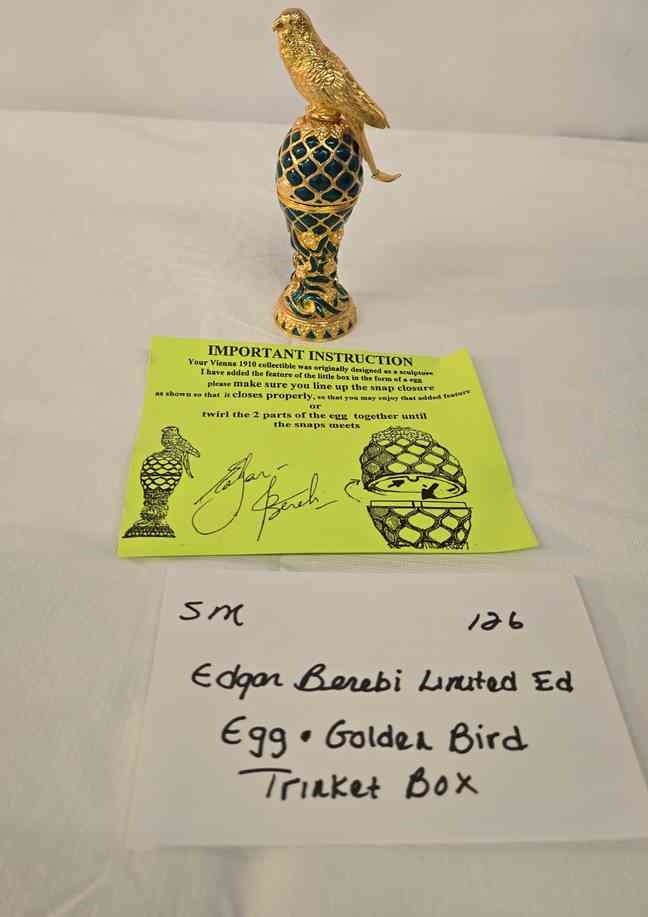 IMPORTANT INSTRUCTION
Your Vienna 1910 collectible was originally designed as a sculpture
I have added the feature of the little box in the form of a egg
please make sure you line up the snap closure
as shown so that it closes properly, so that you may enjoy that added feature
or
twirl the 2 parts of the egg together until
the snaps meets
Edgar Berebi
SM 126
Edgar Berebi Limited Ed
Egg • Golden Bird
Trinket Box